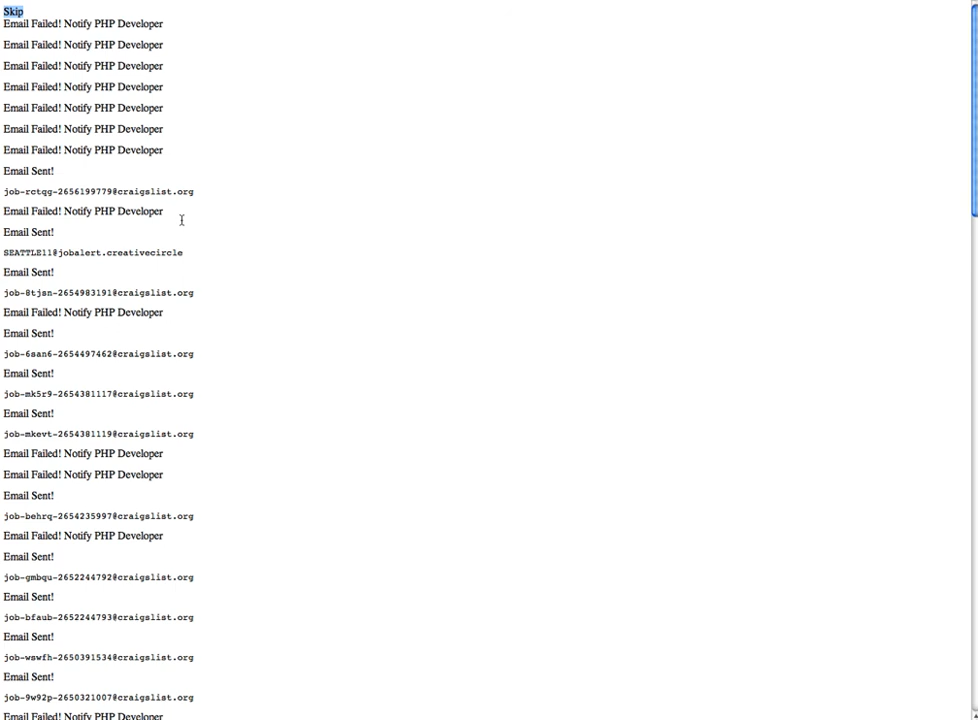 Skip
Email Failed! Notify PHP Developer
Email Failed! Notify PHP Developer
Email Failed! Notify PHP Developer
Email Failed! Notify PHP Developer
Email Failed! Notify PHP Developer
Email Failed! Notify PHP Developer
Email Failed! Notify PHP Developer
Email Sent!
job-rctqg-2656199779@craigslist.org
Email Failed! Notify PHP Developer
Email Sent!
SEATTLE11@jobalert.creativecircle
Email Sent!
job-8tjsn-2654983191@craigslist.org
Email Failed! Notify PHP Developer
Email Sent!
job-6san6-2654497462@craigslist.org
Email Sent!
job-mk5r9-2654381117@craigslist.org
Email Sent!
job-mkevt-2654381119@craigslist.org
Email Failed! Notify PHP Developer
Email Failed! Notify PHP Developer
Email Sent!
job-behrq-2654235997@craigslist.org
Email Failed! Notify PHP Developer
Email Sent!
job-gmbqu-2652244792@craigslist.org
Email Sent!
job-bfaub-2652244793@craigslist.org
Email Sent!
job-wswfh-2650391534@craigslist.org
Email Sent!
job-9w92p-2650321007@craigslist.org
Email Failed! Notify PHP Developer